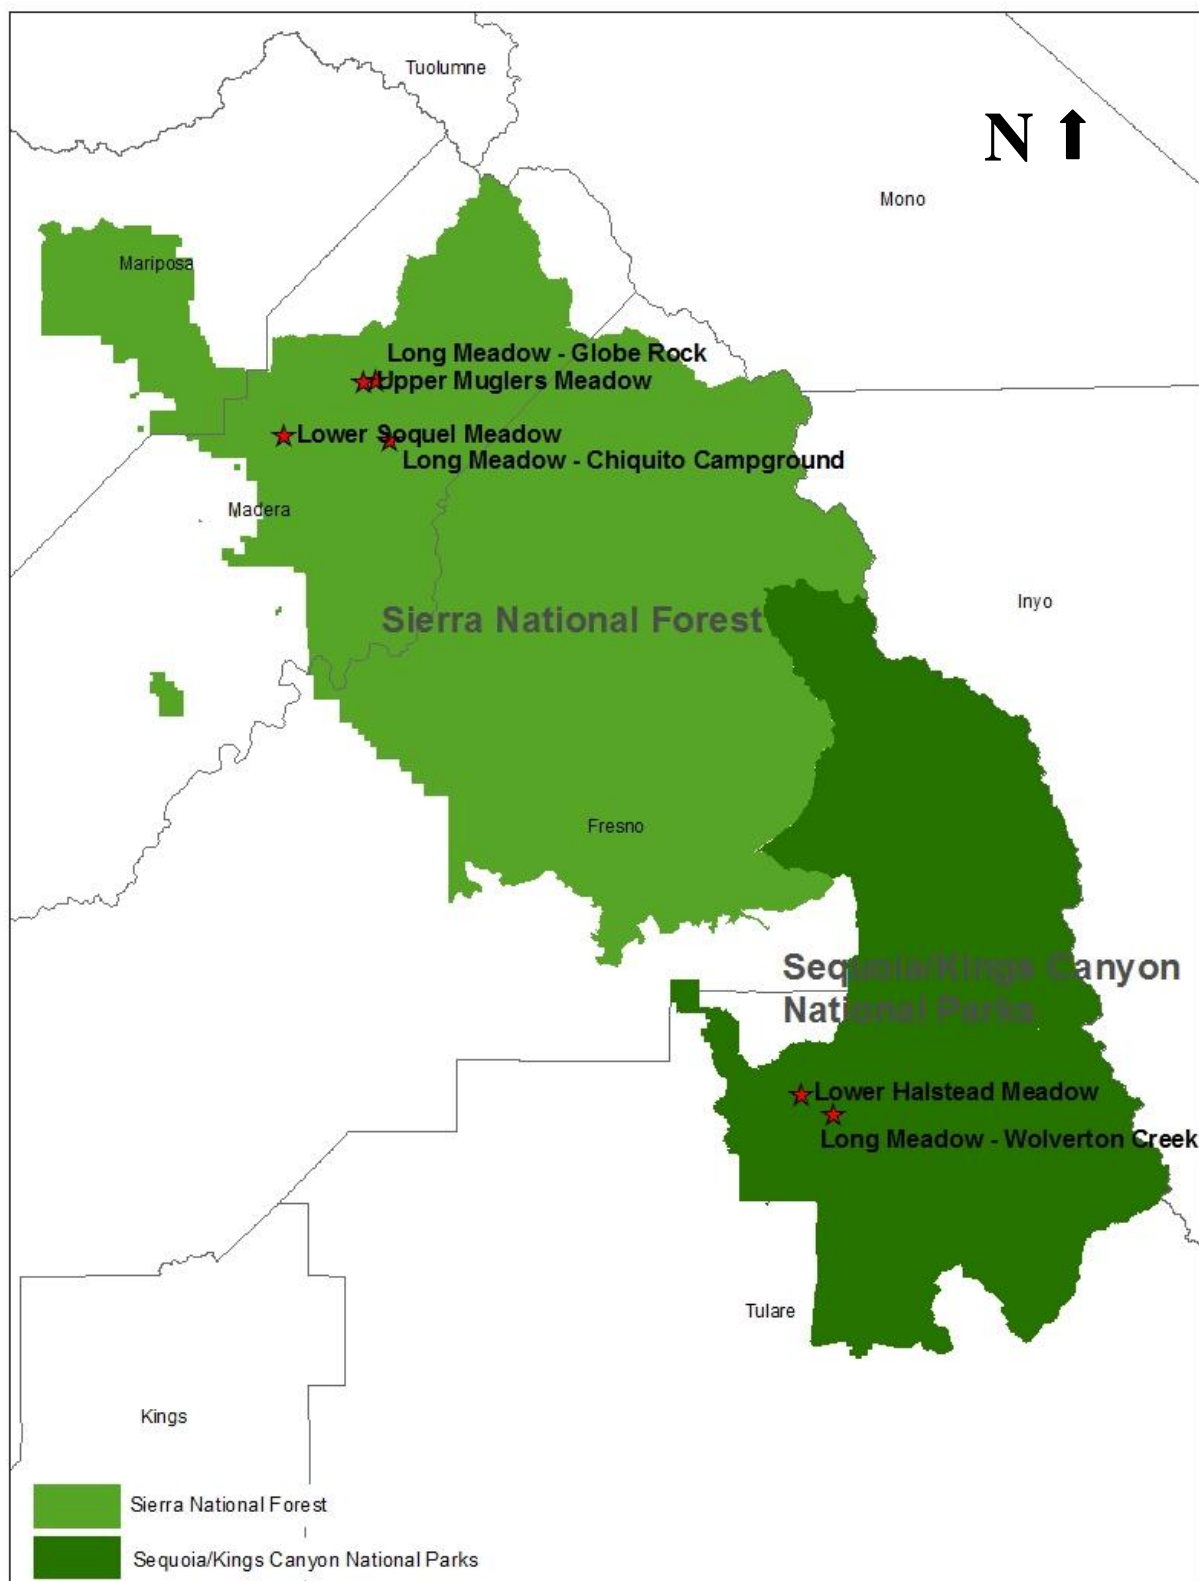 Tuolumne
N
Mono
Mariposa
Long Meadow - Globe Rock
Upper Muglers Meadow
Lower Soquel Meadow
Long Meadow - Chiquito Campground
Madera
Inyo
Sierra National Forest
Fresno
Sequoia/Kings Canyon
National Parks
Lower Halstead Meadow
Long Meadow - Wolverton Creek
Tulare
Kings
Sierra National Forest
Sequoia/Kings Canyon National Parks